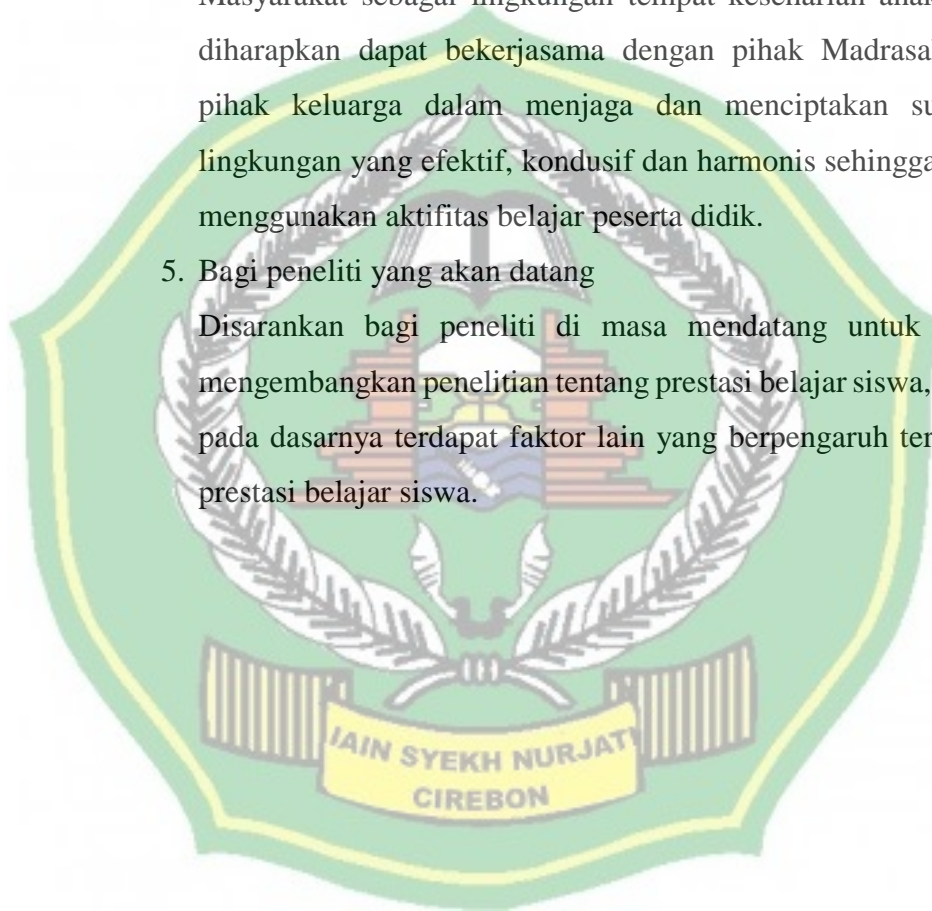 Masyarakat sebagai lingkungan tempat keseharian
diharapkan dapat bekerjasama dengan pihak
pihak keluarga dalam menjaga dan menciptakan
lingkungan yang efektif, kondusif dan harmonis sehingga
menggunakan aktifitas belajar peserta didik.
5. Bagi peneliti yang akan datang
Disarankan bagi peneliti di masa mendatang untuk
mengembangkan penelitian tentang prestasi belajar siswa,
pada dasarnya terdapat faktor lain yang berpengaruh
prestasi belajar siswa.
IAIN SYEKH NURJATI
CIREBON